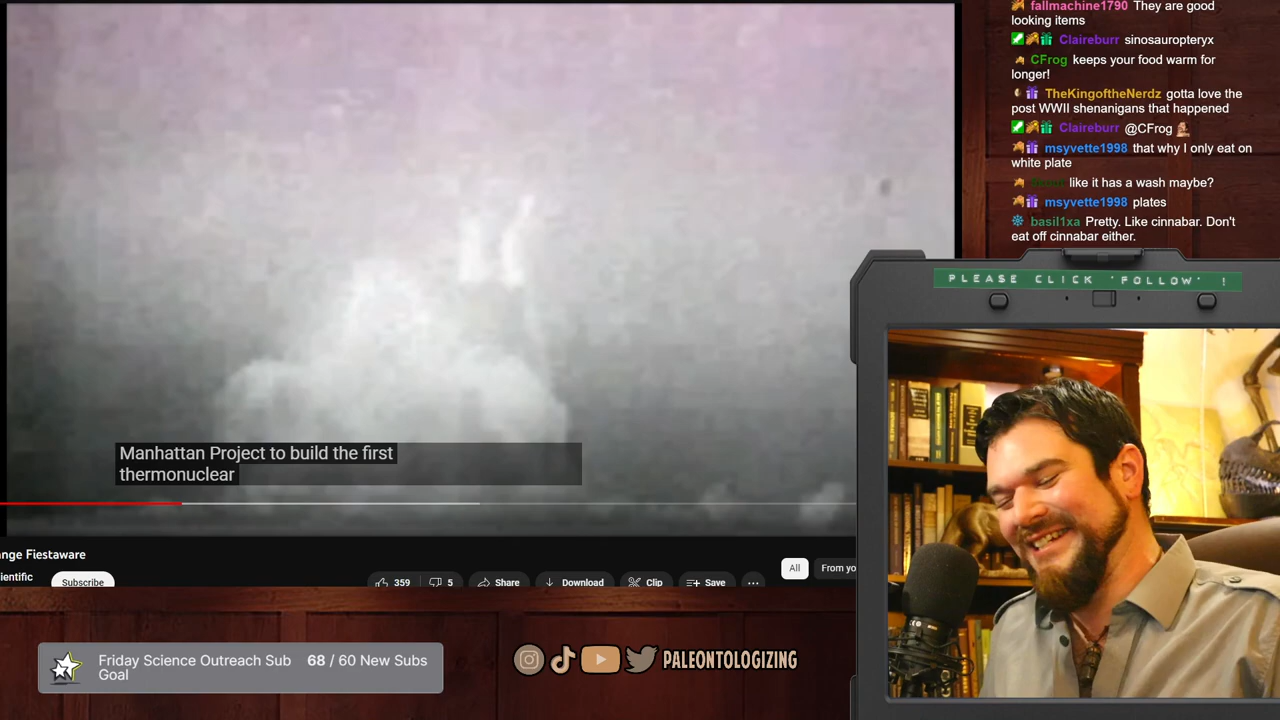 Manhattan Project to build the first
thermonuclear
nge Fiestaware
ientific
Subscribe
359
5
Share
Download
Clip
Save
All
From yo
Friday Science Outreach Sub
Goal
68 / 60 New Subs
PALEONTOLOGIZING
fallmachine1790 They are good
looking items
Claireburr sinosauropteryx
CFrog keeps your food warm for
longer!
TheKingoftheNerdz gotta love the
post WWII shenanigans that happened
Claireburr @CFrog
msyvette1998 that why I only eat on
white plate
like it has a wash maybe?
msyvette1998 plates
basil1xa Pretty. Like cinnabar. Don't
eat off cinnabar either.
PLEASE CLICK 'FOLLOW' !